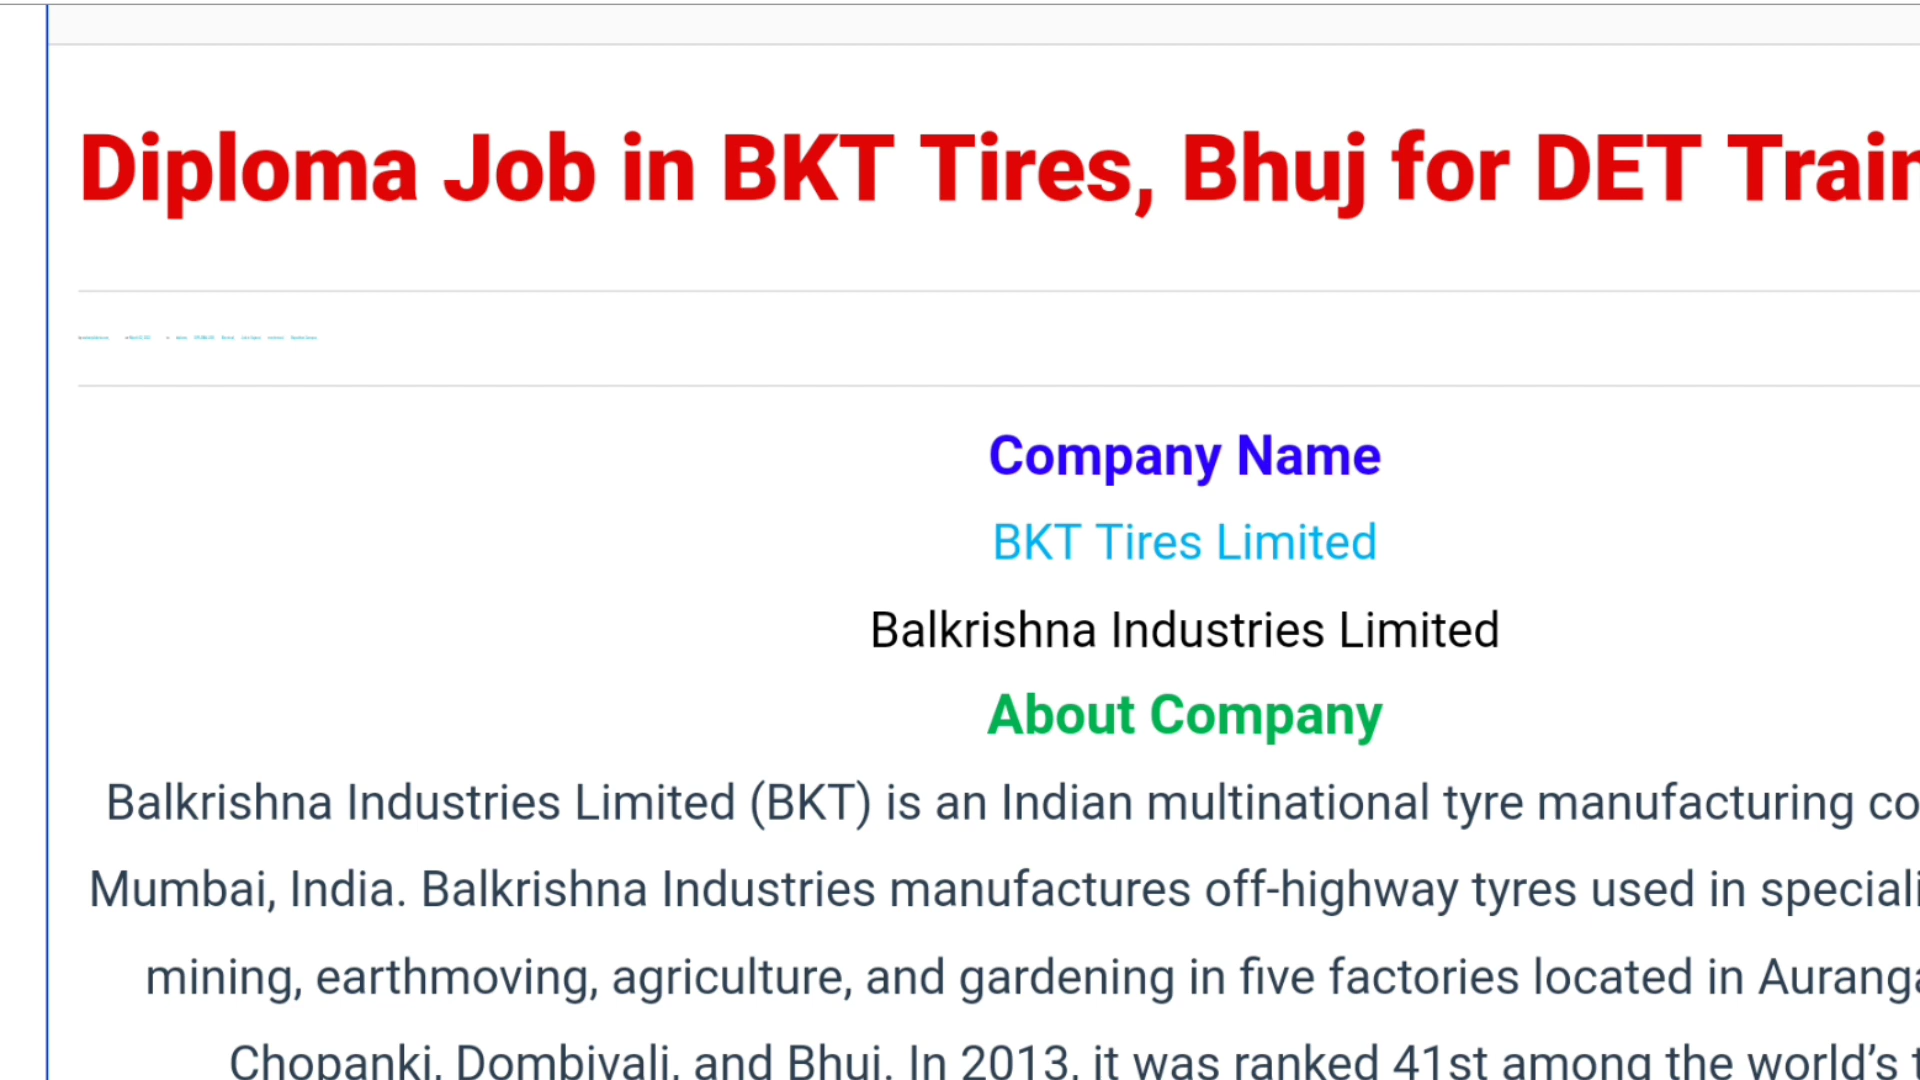 Diploma Job in BKT Tires, Bhuj for DET Train
Company Name
BKT Tires Limited
Balkrishna Industries Limited
About Company
Balkrishna Industries Limited (BKT) is an Indian multinational tyre manufacturing co
Mumbai, India. Balkrishna Industries manufactures off-highway tyres used in speciali
mining, earthmoving, agriculture, and gardening in five factories located in Auranga
Chopanki, Dombivali, and Bhuj. In 2013, it was ranked 41st among the world’s t